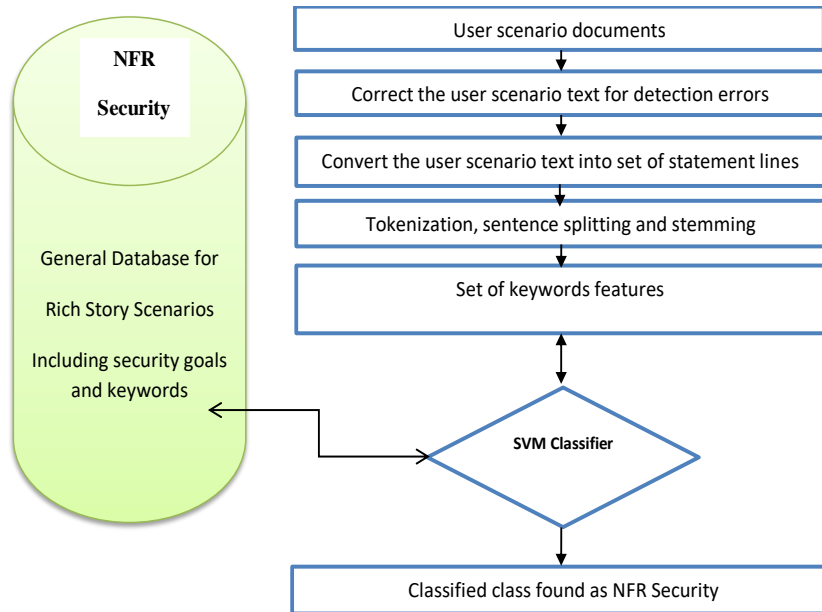 NFR
Security
General Database for
Rich Story Scenarios
Including security goals
and keywords
User scenario documents
Correct the user scenario text for detection errors
Convert the user scenario text into set of statement lines
Tokenization, sentence splitting and stemming
Set of keywords features
SVM Classifier
Classified class found as NFR Security